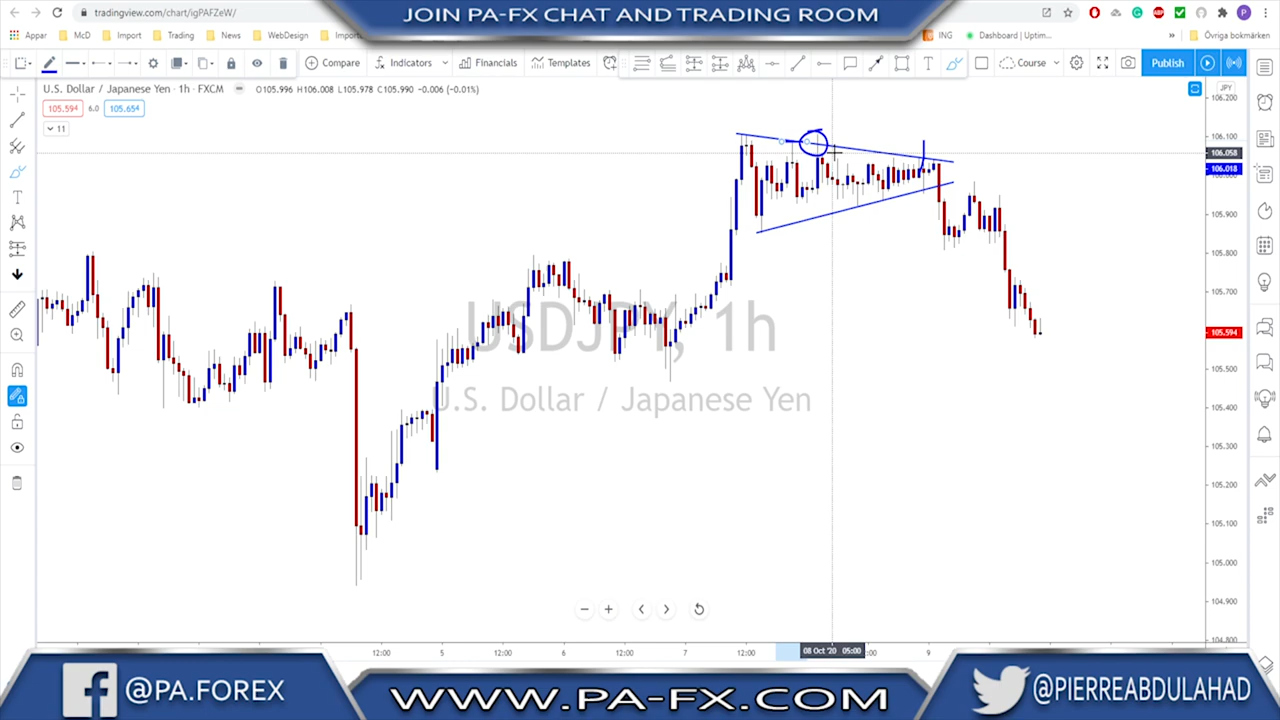 JOIN PA-FX CHAT AND TRADING ROOM
tradingview.com/chart/igPAFZeW/
Appar McD Import Trading News WebDesign ING Dashboard | Uptim... Övriga bokmärken
Compare Indicators Financials Templates Course Publish
U.S. Dollar / Japanese Yen · 1h · FXCM O105.996 H106.008 L105.978 C105.990 -0.006 (-0.01%)
JPY
105.594 6.0 105.654
11
106.200
106.100
106.058
106.018
105.900
105.800
105.700
105.594
105.500
105.400
105.300
105.200
105.100
105.000
104.900
104.800
USDJPY, 1h
U.S. Dollar / Japanese Yen
12:00 5 12:00 6 12:00 7 12:00 08 Oct '20 05:00 9
@PA.FOREX
WWW.PA-FX.COM
@PIERREABDULAHAD